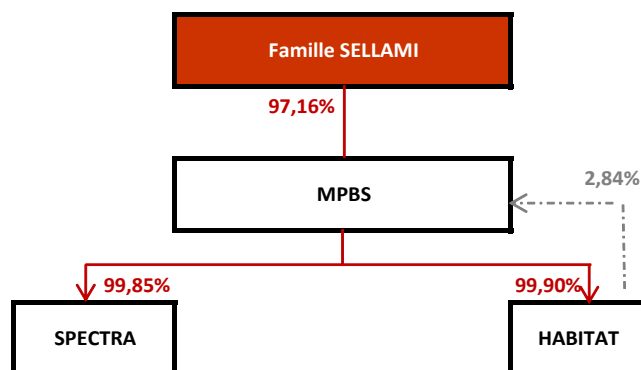 Famille SELLAMI
97,16%
2,84%
MPBS
99,85%
99,90%
SPECTRA
HABITAT